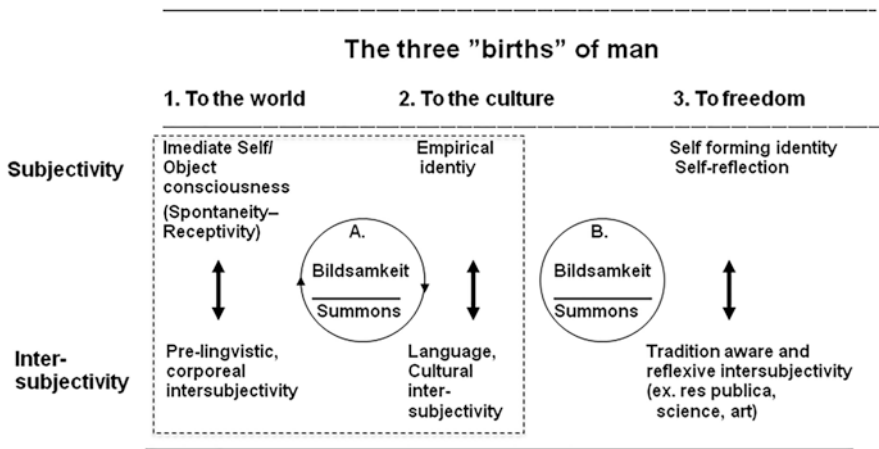 The three "births" of man
1. To the world
2. To the culture
3. To freedom
Subjectivity
Imediate Self/
Object
consciousness
(Spontaneity–
Receptivity)
Empirical
identiy
Self forming identity
Self-reflection
A.
Bildsamkeit
Summons
B.
Bildsamkeit
Summons
Inter-
subjectivity
Pre-lingvistic,
corporeal
intersubjectivity
Language,
Cultural
inter-
subjectivity
Tradition aware and
reflexive intersubjectivity
(ex. res publica,
science, art)